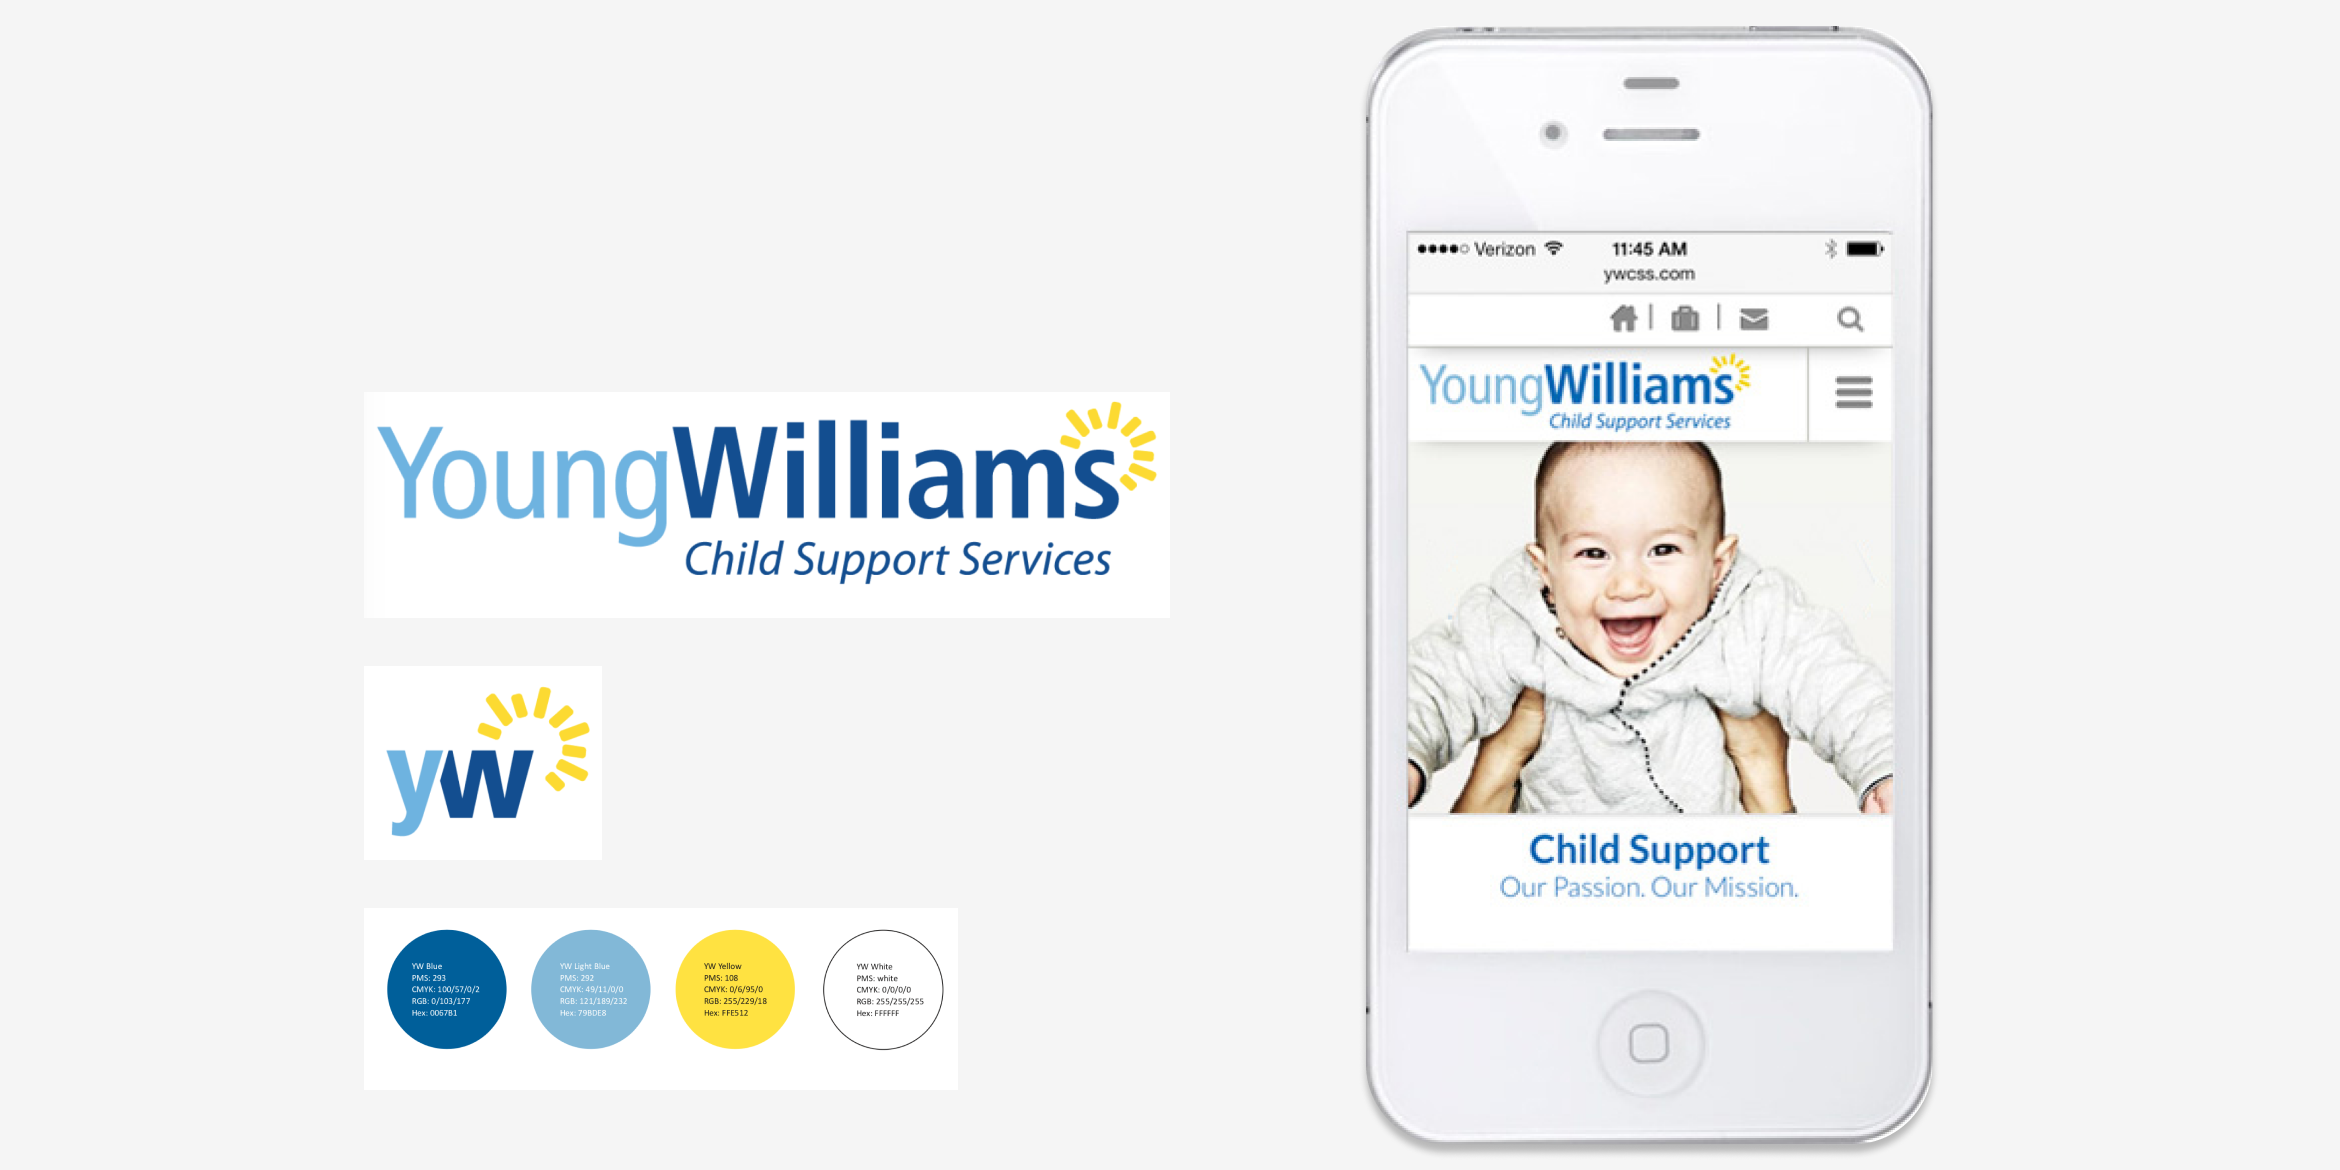 YoungWilliams
Child Support Services
yw
YW Blue
PMS: 293
CMYK: 100/57/0/2
RGB: 0/103/177
Hex: 0067B1
YW Light Blue
PMS: 292
CMYK: 49/11/0/0
RGB: 121/189/232
Hex: 79BDE8
YW Yellow
PMS: 108
CMYK: 0/6/95/0
RGB: 255/229/18
Hex: FFE512
YW White
PMS: white
CMYK: 0/0/0/0
RGB: 255/255/255
Hex: FFFFFF
Verizon 11:45 AM
ywcss.com
YoungWilliams
Child Support Services
Child Support
Our Passion. Our Mission.